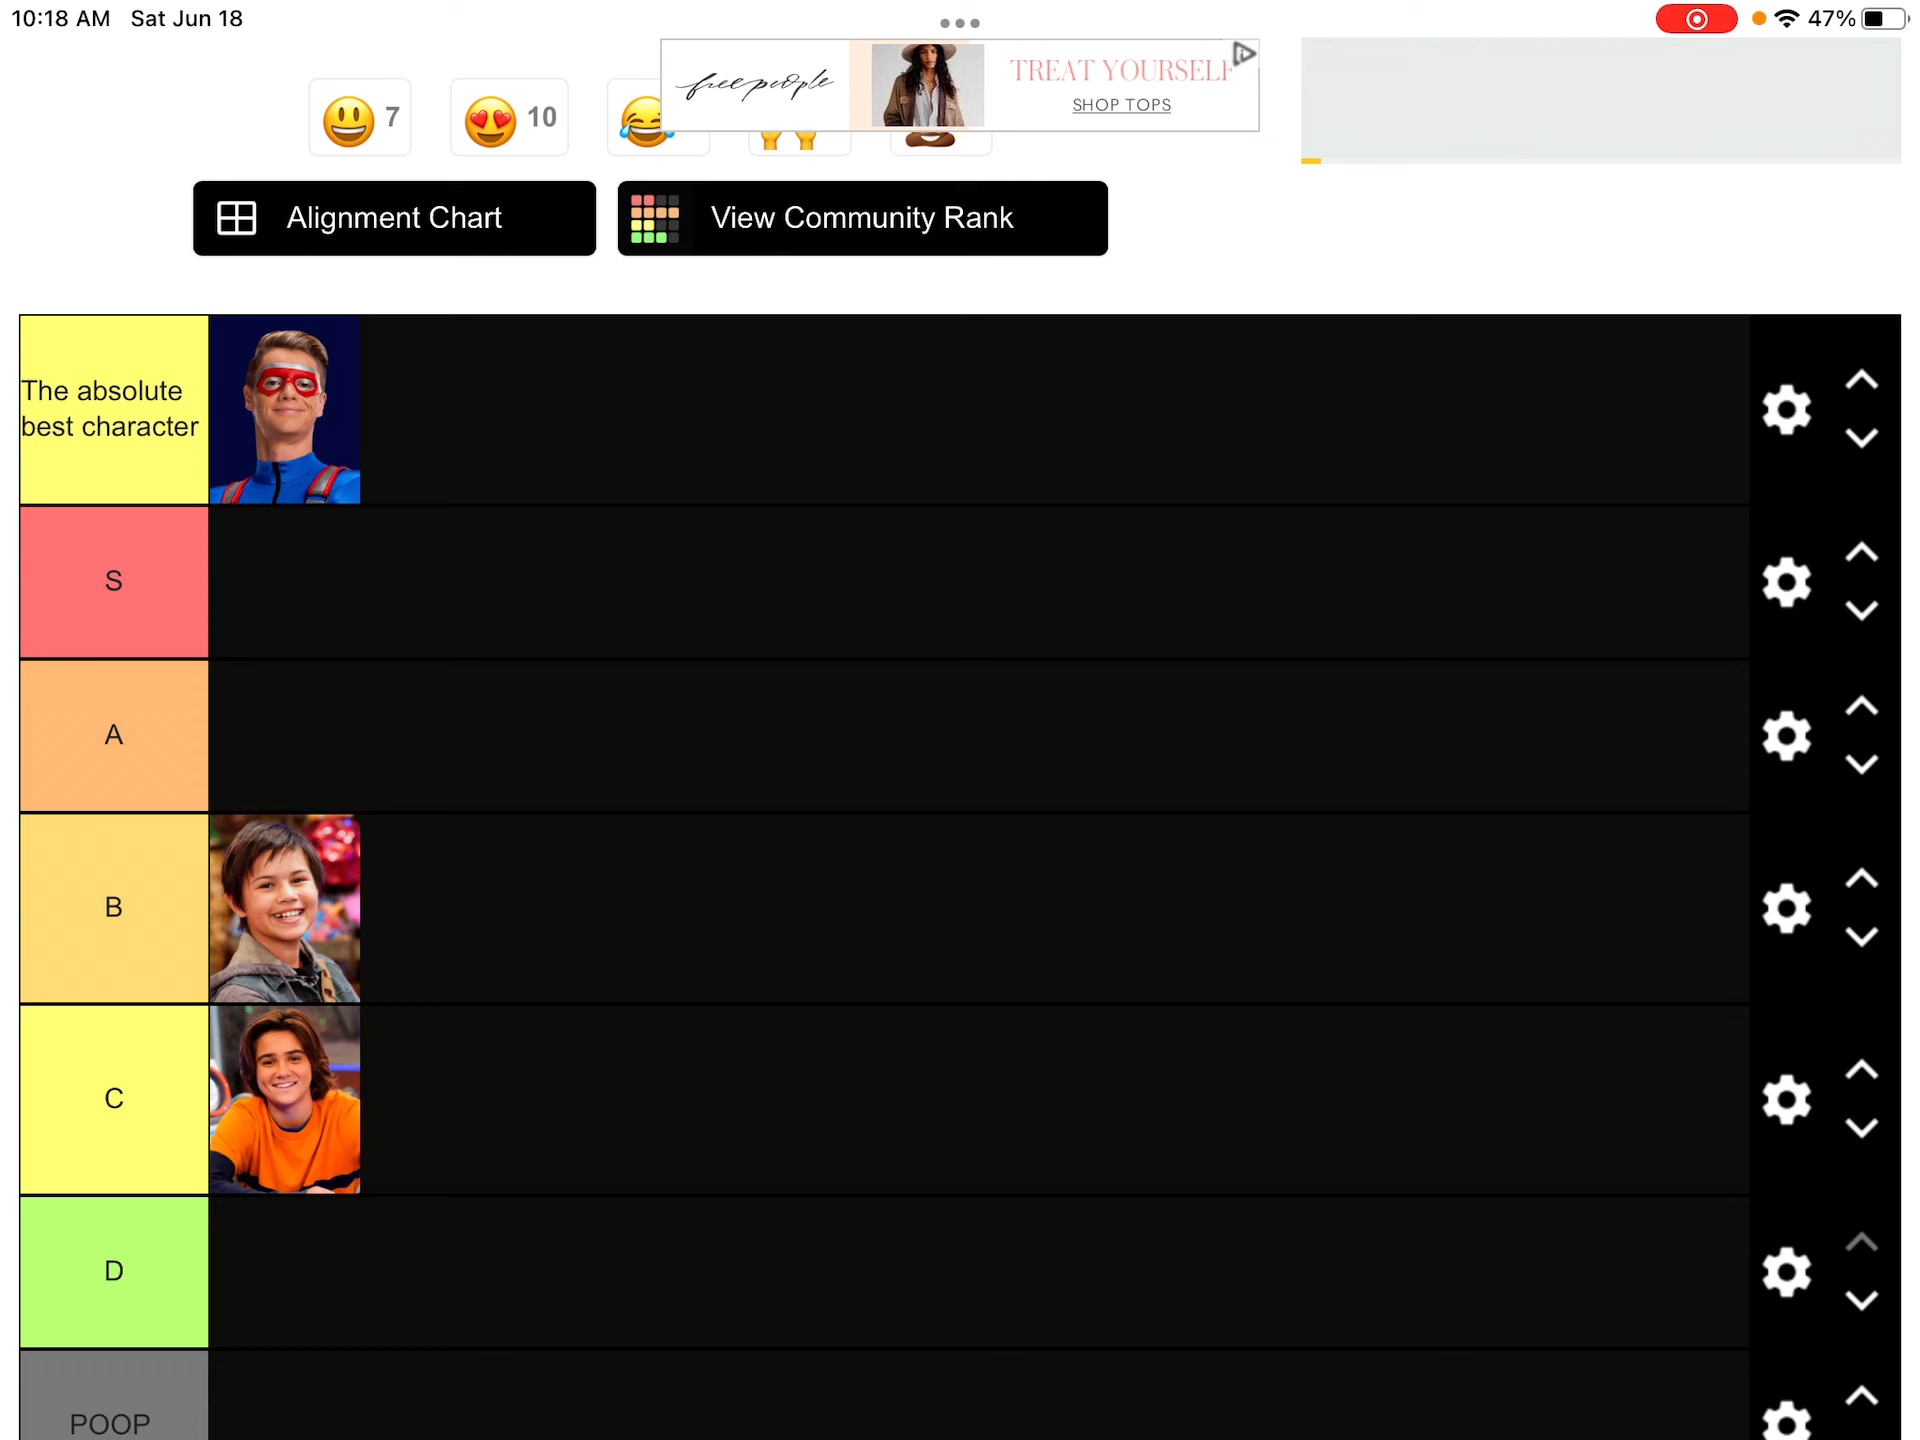 10:18 AM Sat Jun 18
47%
free people
TREAT YOURSELF
SHOP TOPS
7
10
Alignment Chart
View Community Rank
The absolute
best character
S
A
B
C
D
POOP